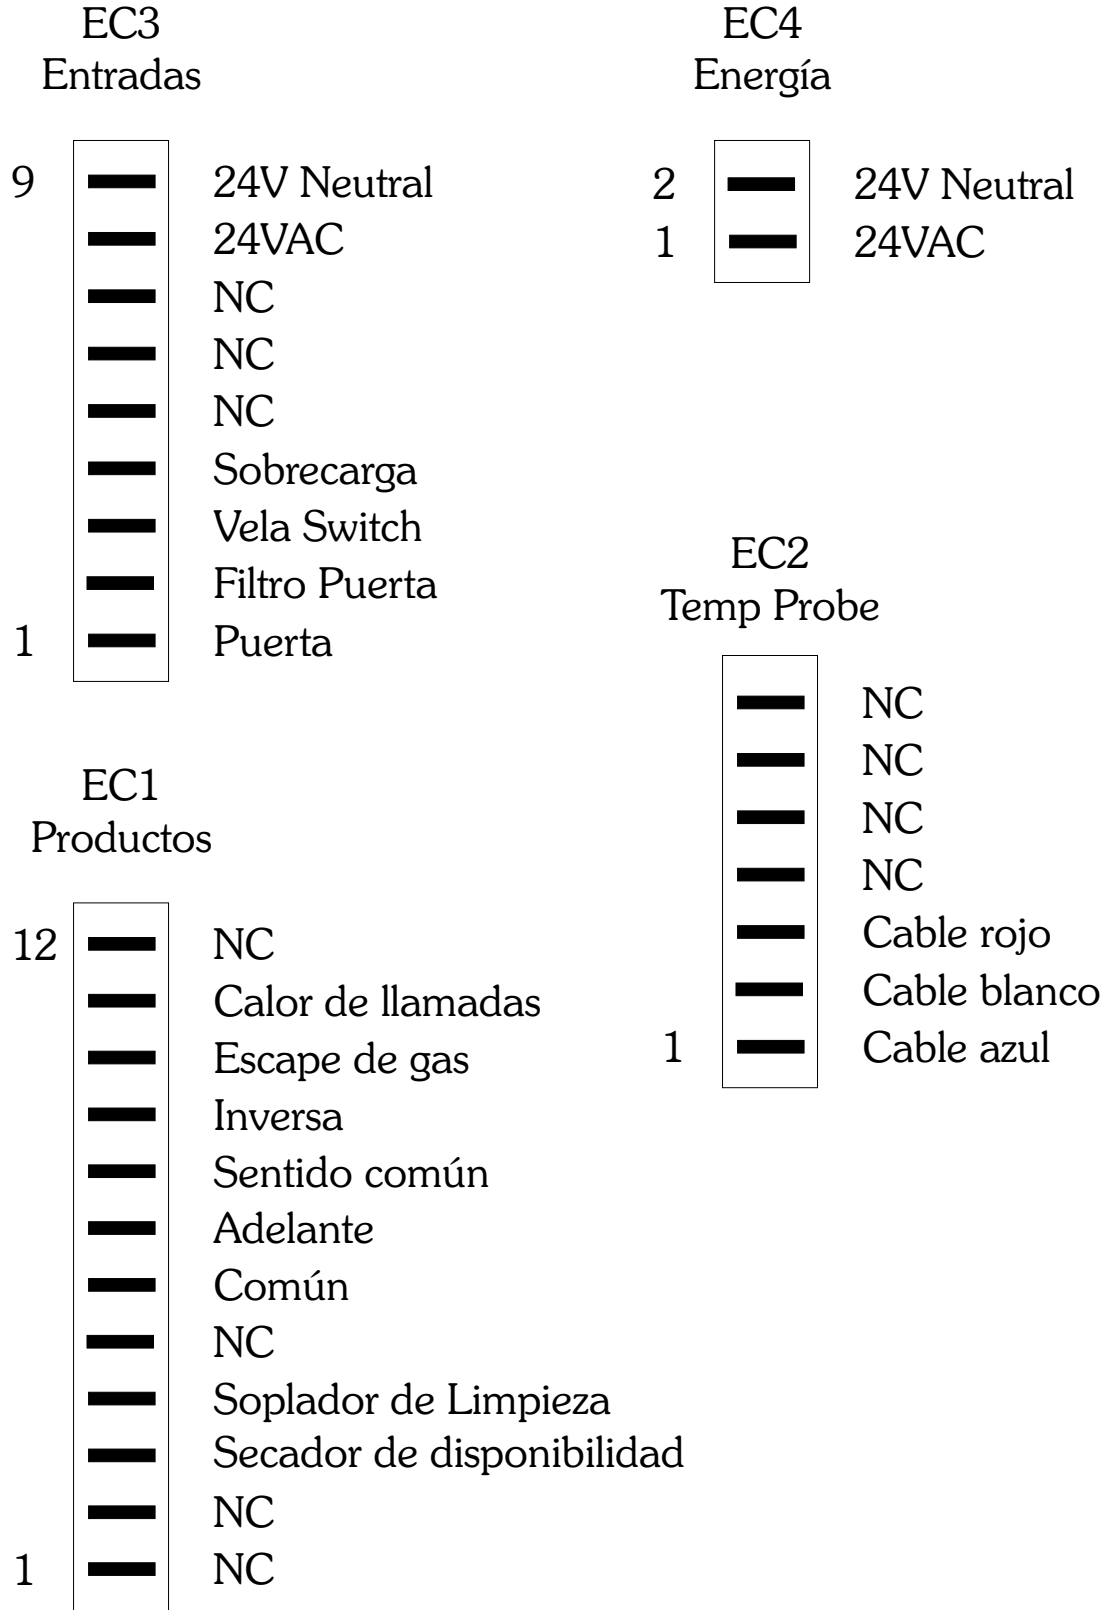 EC3
Entradas
9 24V Neutral
24VAC
NC
NC
NC
Sobrecarga
Vela Switch
Filtro Puerta
1 Puerta
EC4
Energía
2 24V Neutral
1 24VAC
EC2
Temp Probe
NC
NC
NC
NC
Cable rojo
Cable blanco
1 Cable azul
EC1
Productos
12 NC
Calor de llamadas
Escape de gas
Inversa
Sentido común
Adelante
Común
NC
Soplador de Limpieza
Secador de disponibilidad
NC
1 NC